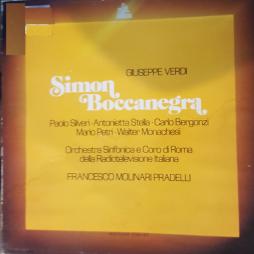 GIUSEPPE VERDI
Simon
Boccanegra
Paolo Silveri · Antonietta Stella · Carlo Bergonzi
Mario Petri · Walter Monachesi
Orchestra Sinfonica e Coro di Roma
della Radiotelevisione Italiana
FRANCESCO MOLINARI PRADELLI